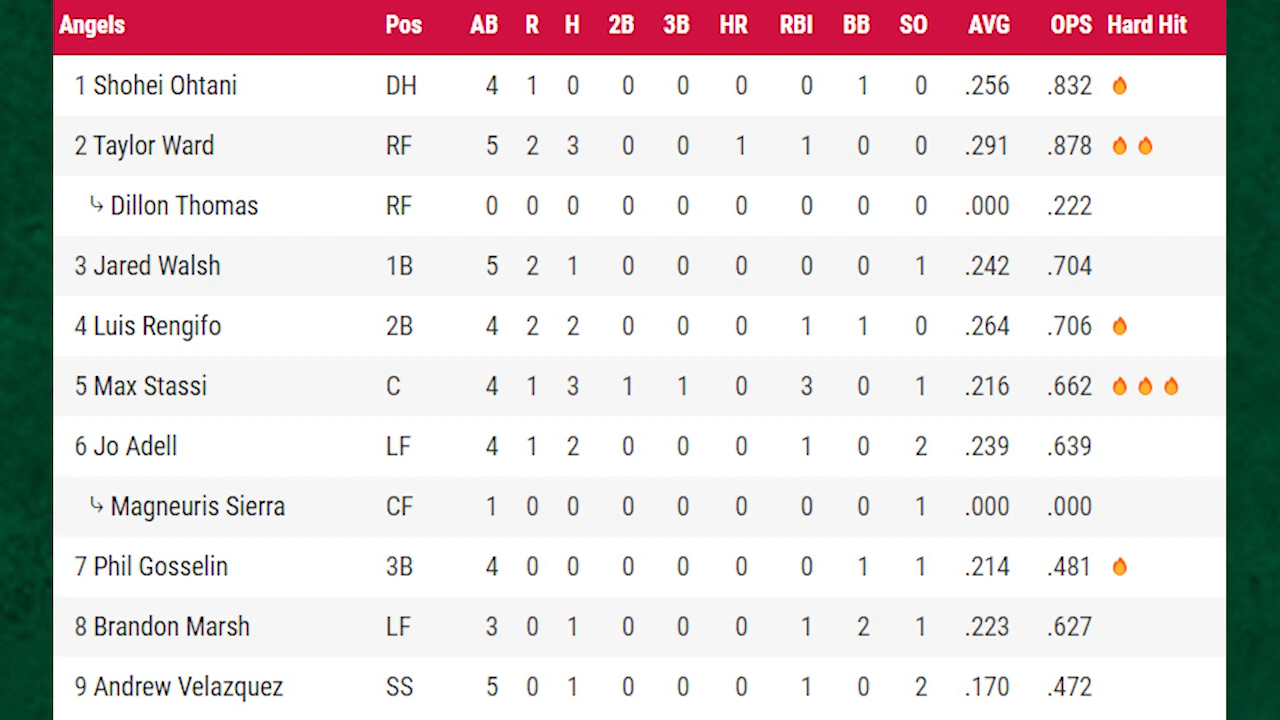 Angels Pos AB R H 2B 3B HR RBI BB SO AVG OPS Hard Hit
1 Shohei Ohtani DH 4 1 0 0 0 0 0 1 0 .256 .832
2 Taylor Ward RF 5 2 3 0 0 1 1 0 0 .291 .878
Dillon Thomas RF 0 0 0 0 0 0 0 0 0 .000 .222
3 Jared Walsh 1B 5 2 1 0 0 0 0 0 1 .242 .704
4 Luis Rengifo 2B 4 2 2 0 0 0 1 1 0 .264 .706
5 Max Stassi C 4 1 3 1 1 0 3 0 1 .216 .662
6 Jo Adell LF 4 1 2 0 0 0 1 0 2 .239 .639
Magneuris Sierra CF 1 0 0 0 0 0 0 0 1 .000 .000
7 Phil Gosselin 3B 4 0 0 0 0 0 0 1 1 .214 .481
8 Brandon Marsh LF 3 0 1 0 0 0 1 2 1 .223 .627
9 Andrew Velazquez SS 5 0 1 0 0 0 1 0 2 .170 .472